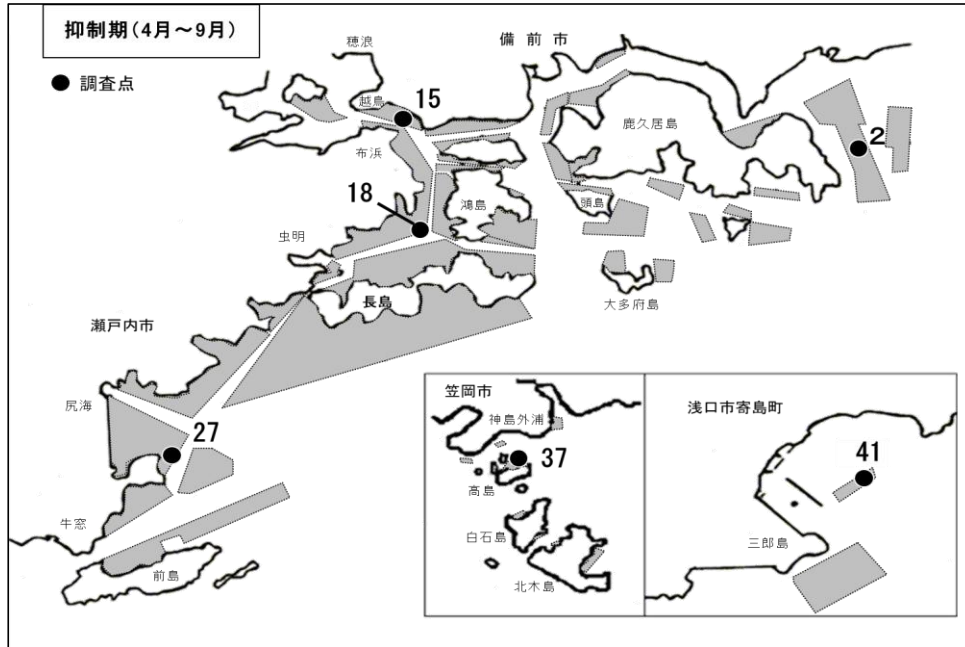 抑制期(4月～9月)
● 調査点
穂浪
備前市
越鳥
15
鹿久居島
2
布浜
18
鴻島
頭島
虫明
長島
大多府島
瀬戸内市
尻海
27
牛窓
前島
笠岡市
神島外浦
37
高島
白石島
北木島
浅口市寄島町
41
三郎島